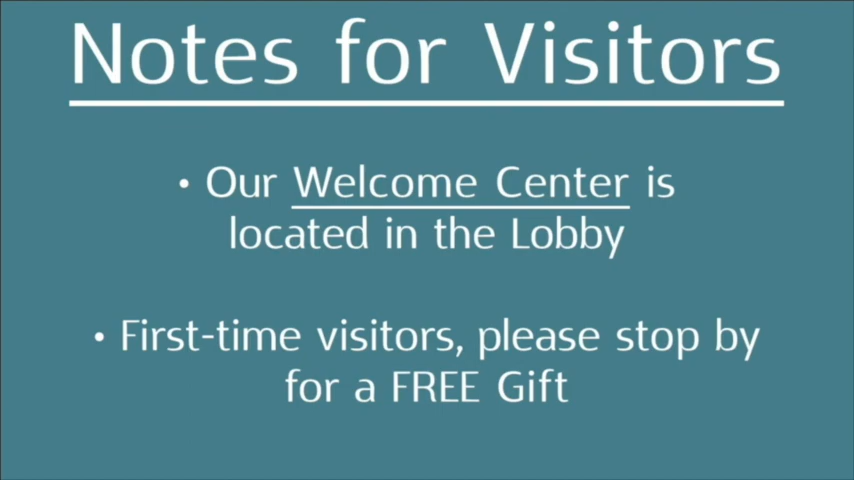 Notes for Visitors
• Our Welcome Center is
located in the Lobby
• First-time visitors, please stop by
for a FREE Gift